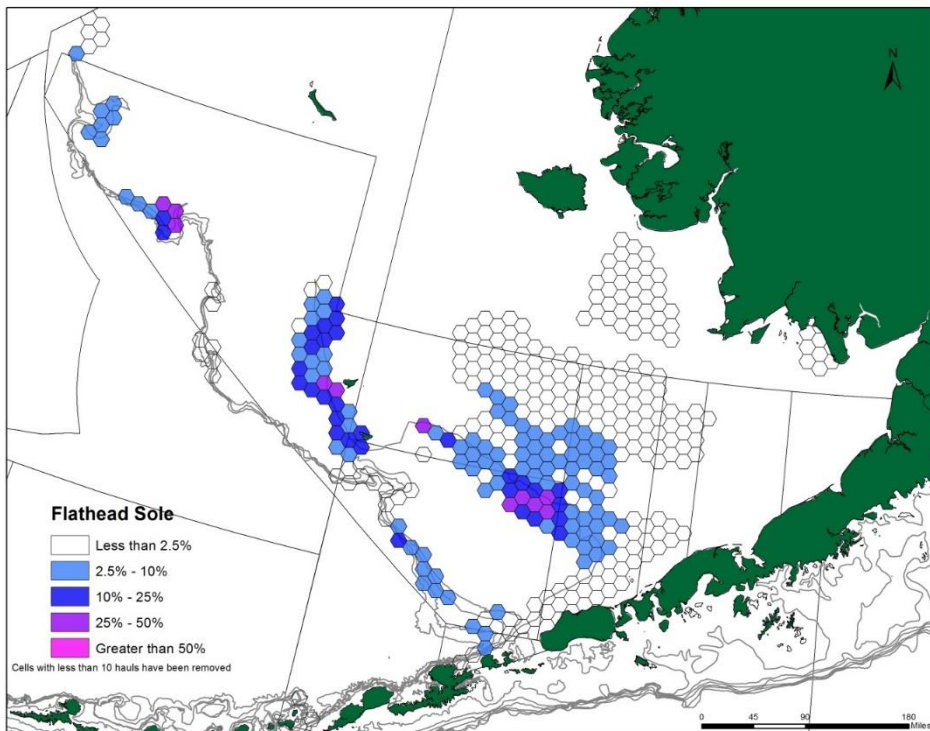 N
Flathead Sole
Less than 2.5%
2.5% - 10%
10% - 25%
25% - 50%
Greater than 50%
Cells with less than 10 hauls have been removed
0 45 90 180
Miles